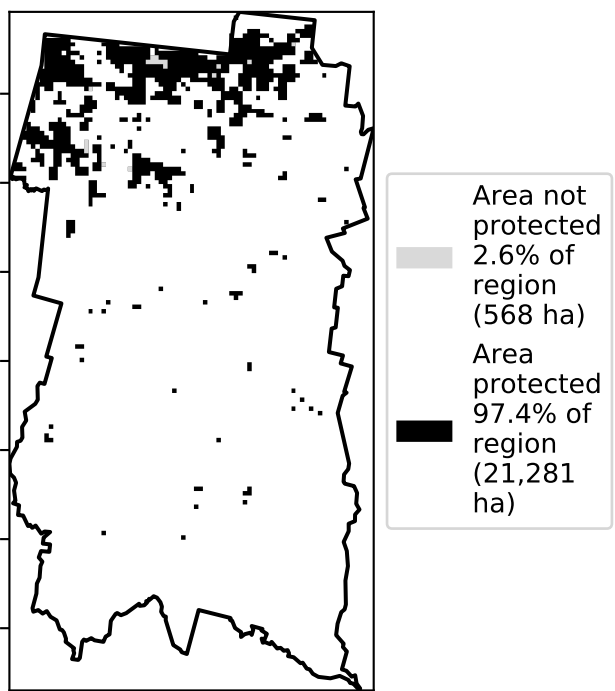 Area not
protected
2.6% of
region
(568 ha)
Area
protected
97.4% of
region
(21,281
ha)